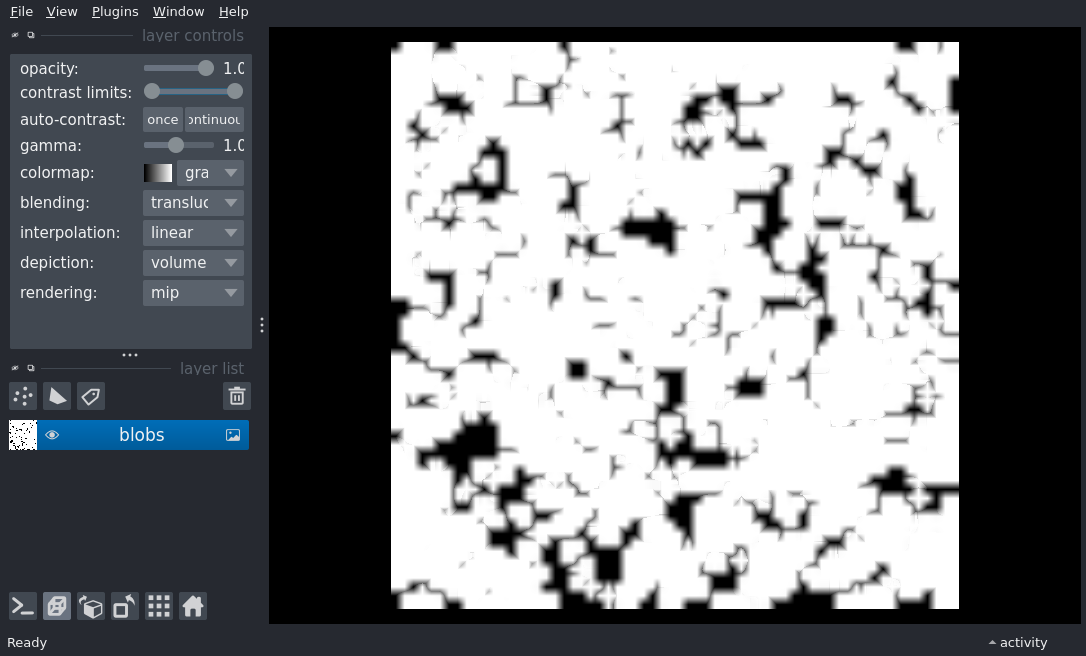 File View Plugins Window Help
layer controls
opacity: 1.0
contrast limits:
auto-contrast: once ontinuou
gamma: 1.0
colormap: gra
blending: transluc
interpolation: linear
depiction: volume
rendering: mip
layer list
blobs
Ready
activity